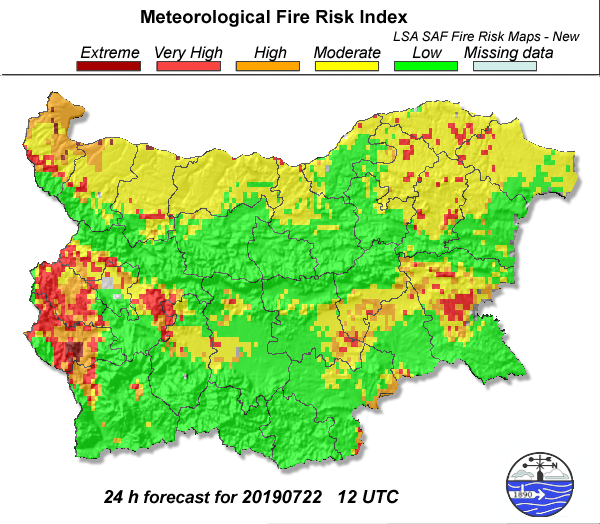 Meteorological Fire Risk Index
LSA SAF Fire Risk Maps - New
Extreme Very High High Moderate Low Missing data
24 h forecast for 20190722 12 UTC
N
1890